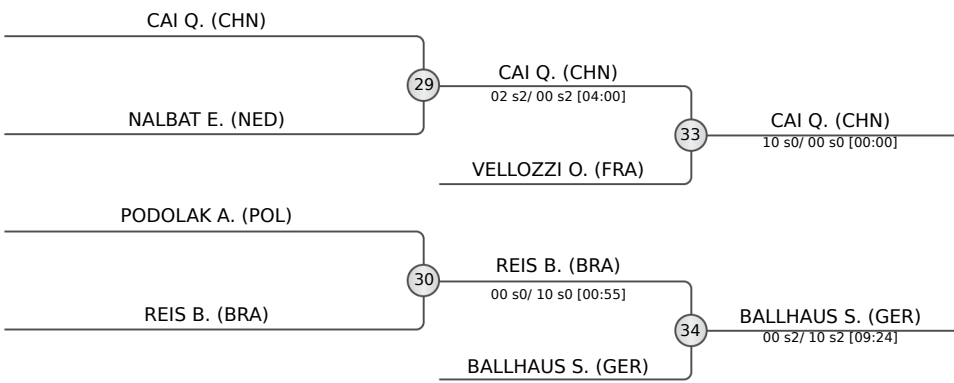 CAI Q. (CHN)
29
NALBAT E. (NED)
CAI Q. (CHN)
02 s2/ 00 s2 [04:00]
33
VELLOZZI O. (FRA)
CAI Q. (CHN)
10 s0/ 00 s0 [00:00]
PODOLAK A. (POL)
30
REIS B. (BRA)
REIS B. (BRA)
00 s0/ 10 s0 [00:55]
34
BALLHAUS S. (GER)
BALLHAUS S. (GER)
00 s2/ 10 s2 [09:24]